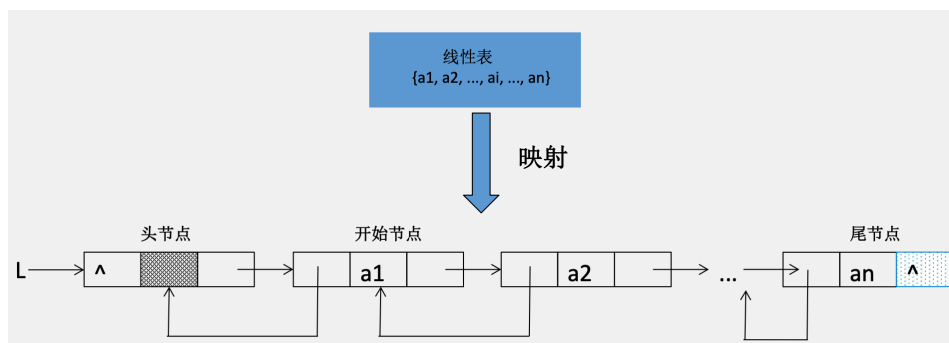 线性表
{a1, a2, ..., ai, ..., an}
映射
头节点
开始节点
尾节点
L
^
a1
a2
...
an
^